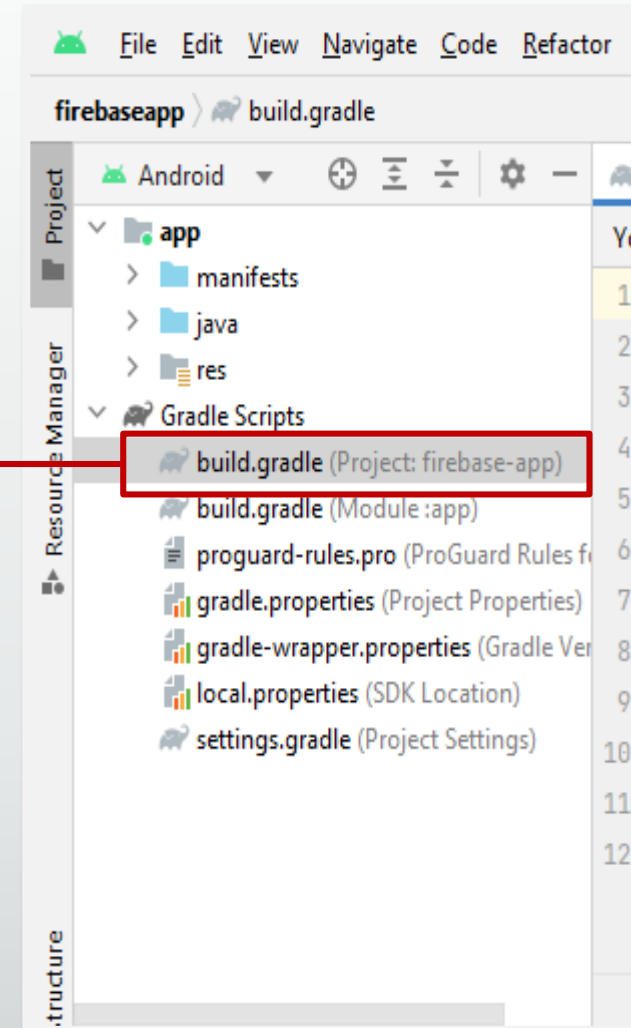 File Edit View Navigate Code Refactor
firebaseapp build.gradle
Project
Resource Manager
Android
app
manifests
java
res
Gradle Scripts
build.gradle (Project: firebase-app)
build.gradle (Module :app)
proguard-rules.pro (ProGuard Rules f
gradle.properties (Project Properties)
gradle-wrapper.properties (Gradle Ver
local.properties (SDK Location)
settings.gradle (Project Settings)
1
2
3
4
5
6
7
8
9
10
11
12